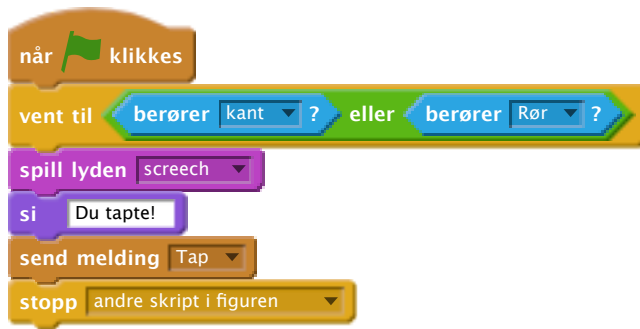 når klikkes
vent til berører kant ? eller berører Rør ?
spill lyden screech
si Du tapte!
send melding Tap
stopp andre skript i figuren